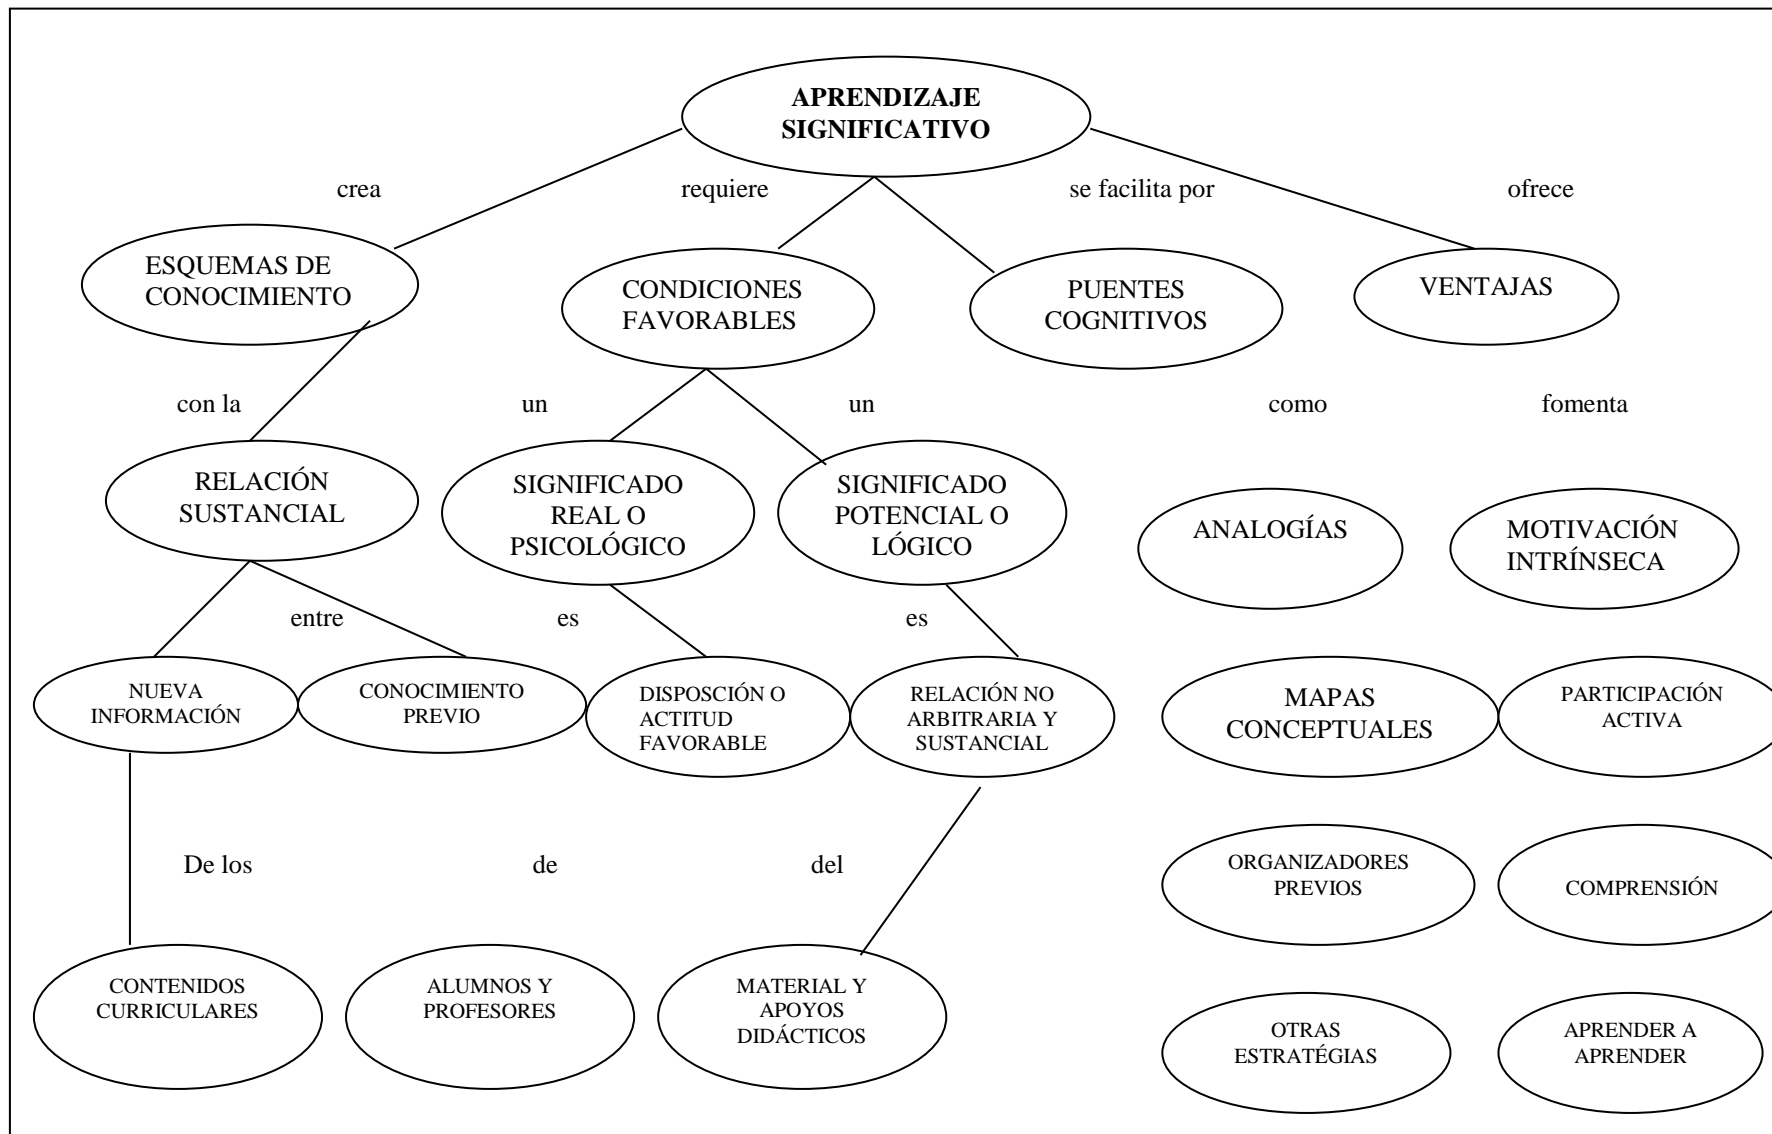 APRENDIZAJE
SIGNIFICATIVO
crea
requiere
se facilita por
ofrece
ESQUEMAS DE
CONOCIMIENTO
CONDICIONES
FAVORABLES
PUENTES
COGNITIVOS
VENTAJAS
con la
un
un
como
fomenta
RELACIÓN
SUSTANCIAL
SIGNIFICADO
REAL O
PSICOLÓGICO
SIGNIFICADO
POTENCIAL O
LÓGICO
ANALOGÍAS
MOTIVACIÓN
INTRÍNSECA
entre
es
es
NUEVA
INFORMACIÓN
CONOCIMIENTO
PREVIO
DISPOSCIÓN O
ACTITUD
FAVORABLE
RELACIÓN NO
ARBITRARIA Y
SUSTANCIAL
MAPAS
CONCEPTUALES
PARTICIPACIÓN
ACTIVA
De los
de
del
ORGANIZADORES
PREVIOS
COMPRENSIÓN
CONTENIDOS
CURRICULARES
ALUMNOS Y
PROFESORES
MATERIAL Y
APOYOS
DIDÁCTICOS
OTRAS
ESTRATÉGIAS
APRENDER A
APRENDER